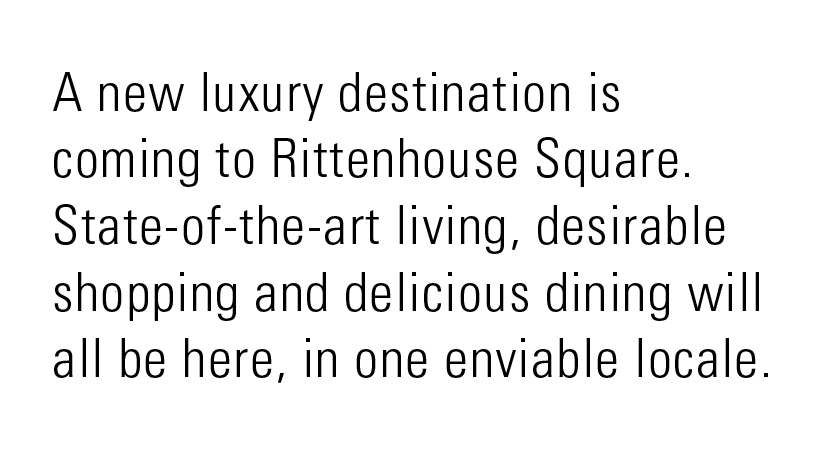 A new luxury destination is
coming to Rittenhouse Square.
State-of-the-art living, desirable
shopping and delicious dining will
all be here, in one enviable locale.